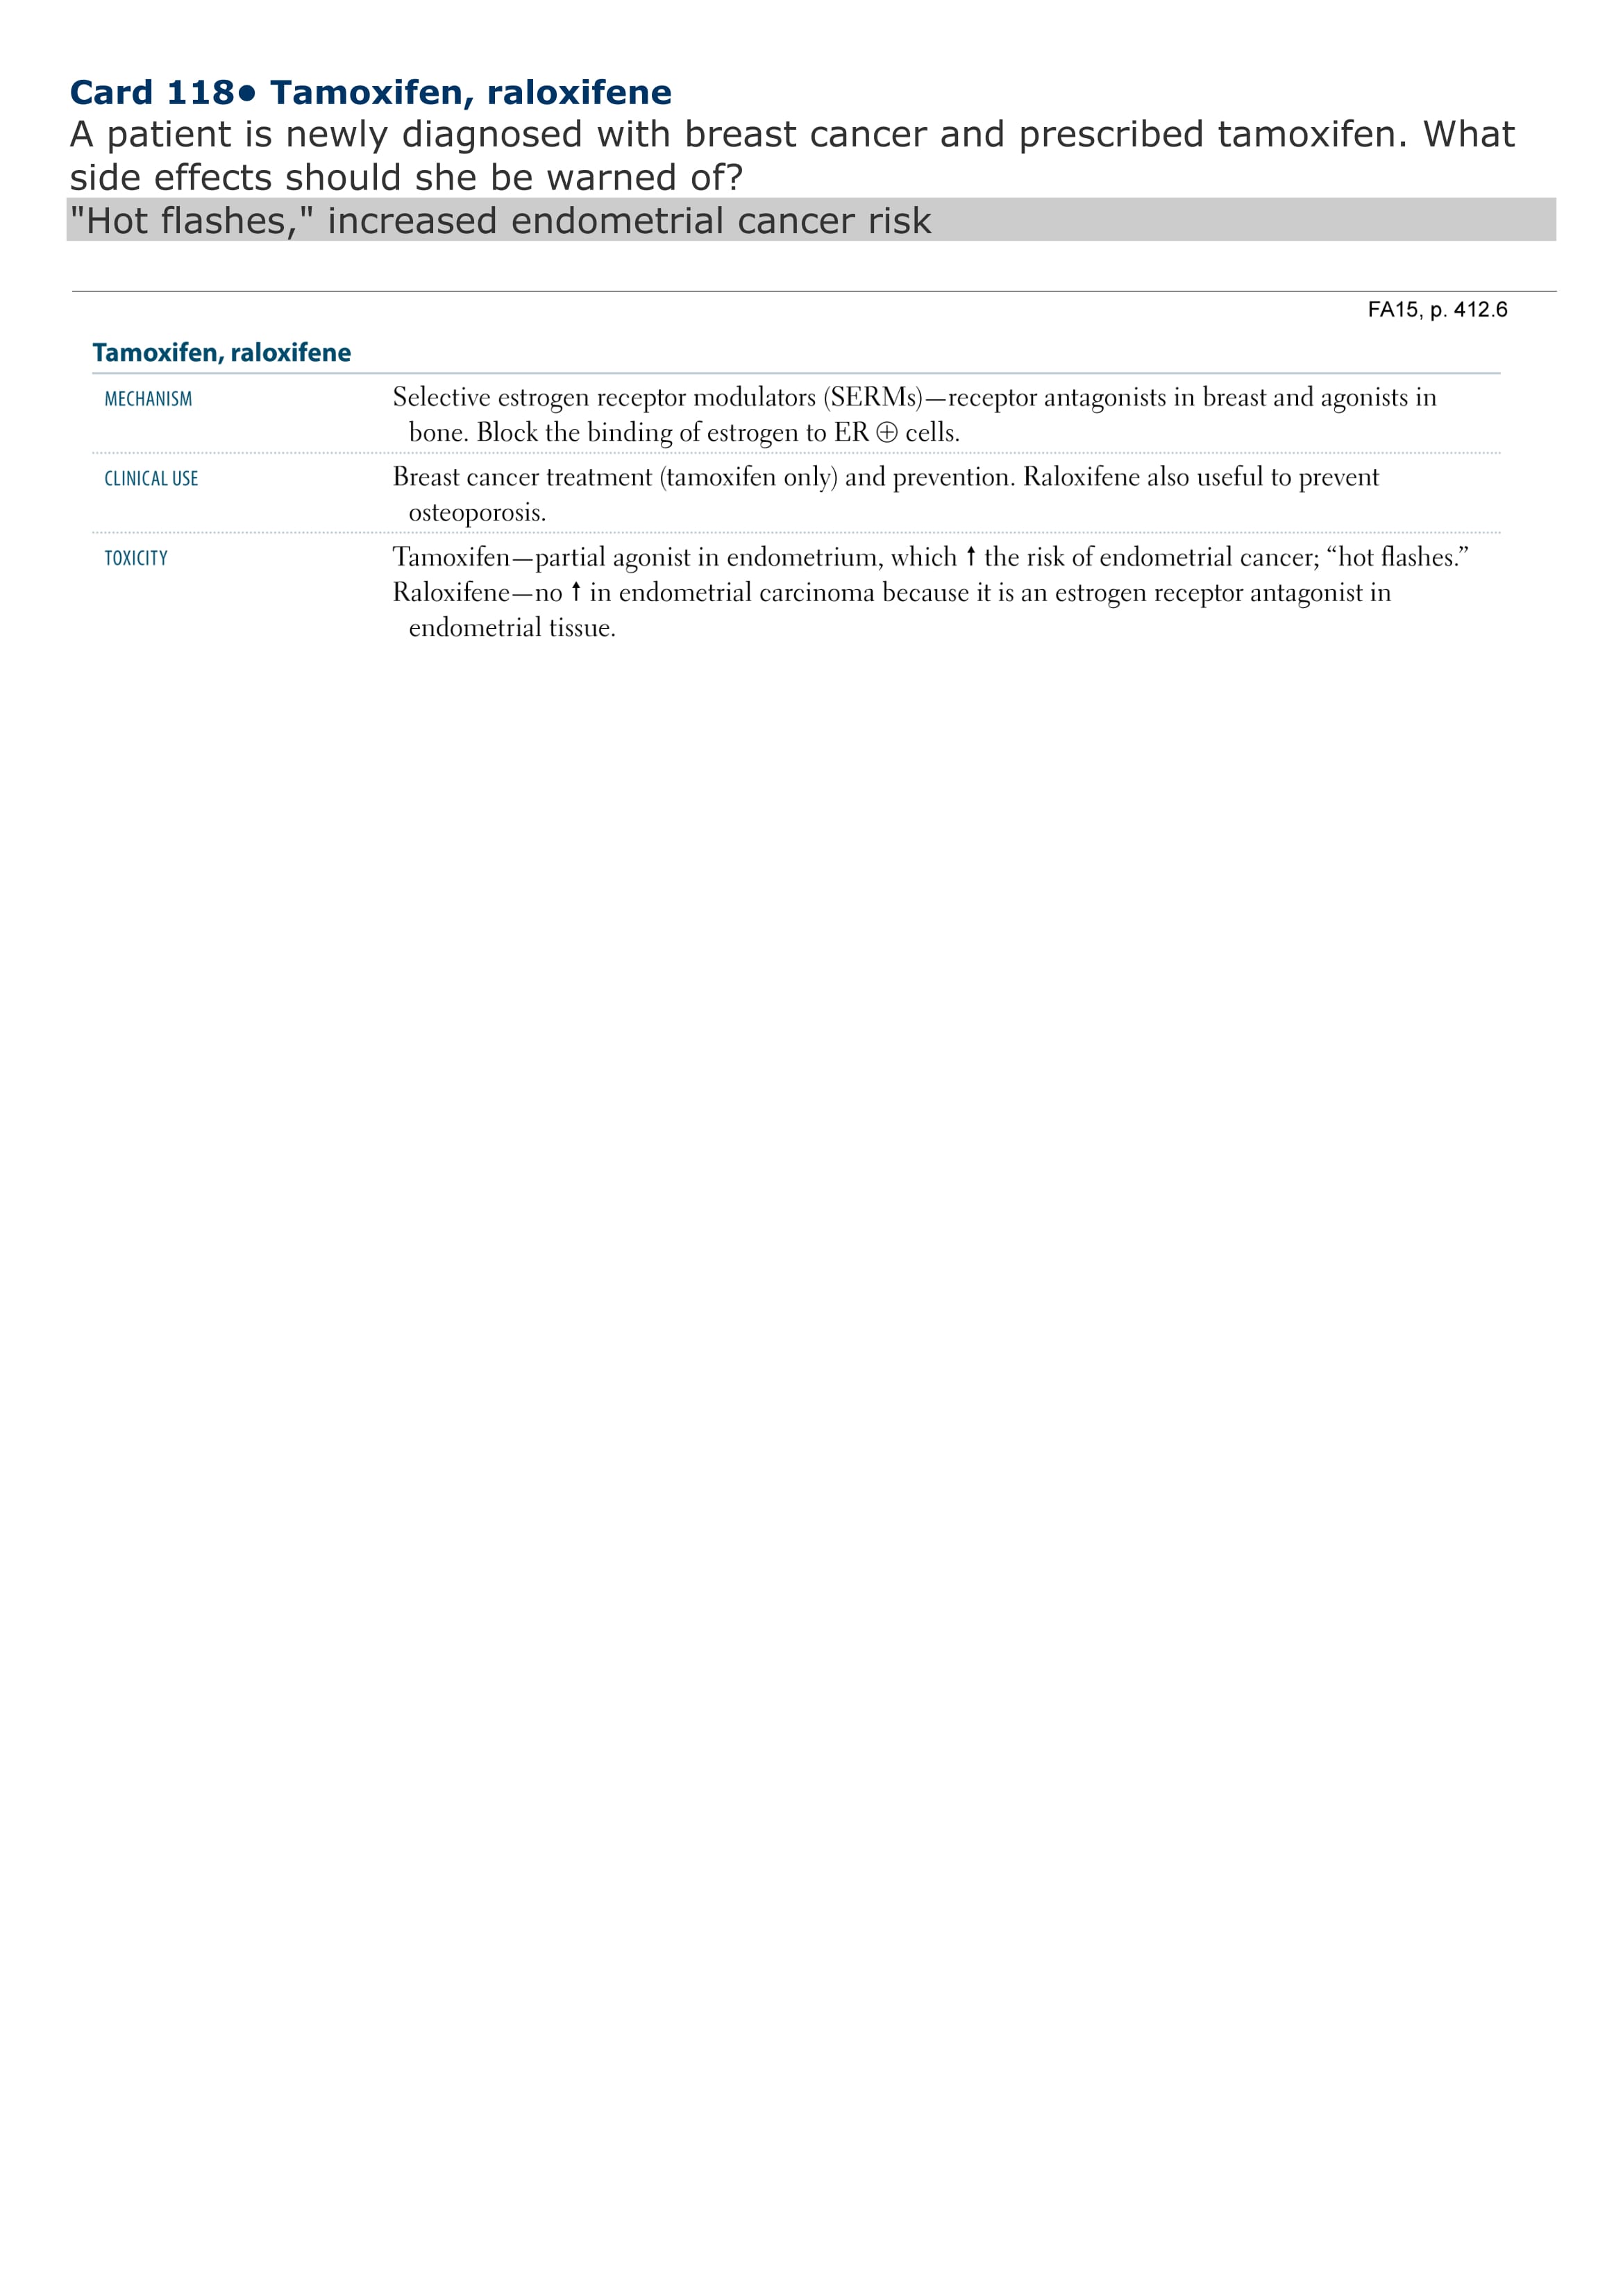 Card 118• Tamoxifen, raloxifene
A patient is newly diagnosed with breast cancer and prescribed tamoxifen. What
side effects should she be warned of?
"Hot flashes," increased endometrial cancer risk
FA15, p. 412.6
Tamoxifen, raloxifene
MECHANISM Selective estrogen receptor modulators (SERMs)—receptor antagonists in breast and agonists in
bone. Block the binding of estrogen to ER ⊕ cells.
CLINICAL USE Breast cancer treatment (tamoxifen only) and prevention. Raloxifene also useful to prevent
osteoporosis.
TOXICITY Tamoxifen—partial agonist in endometrium, which ↑ the risk of endometrial cancer; “hot flashes.”
Raloxifene—no ↑ in endometrial carcinoma because it is an estrogen receptor antagonist in
endometrial tissue.